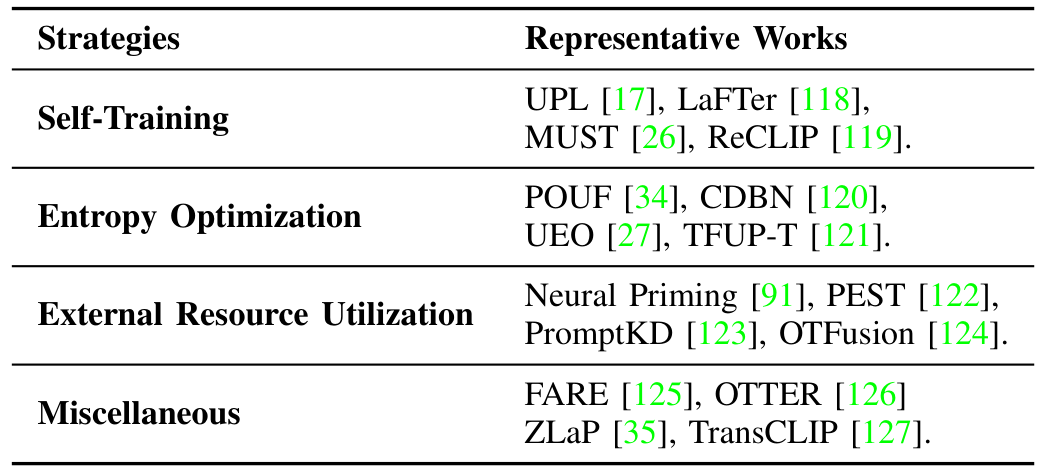 Strategies Representative Works
Self-Training
UPL [17], LaFTer [118],
MUST [26], ReCLIP [119].
Entropy Optimization
POUF [34], CDBN [120],
UEO [27], TFUP-T [121].
External Resource Utilization
Neural Priming [91], PEST [122],
PromptKD [123], OTFusion [124].
Miscellaneous
FARE [125], OTTER [126]
ZLaP [35], TransCLIP [127].